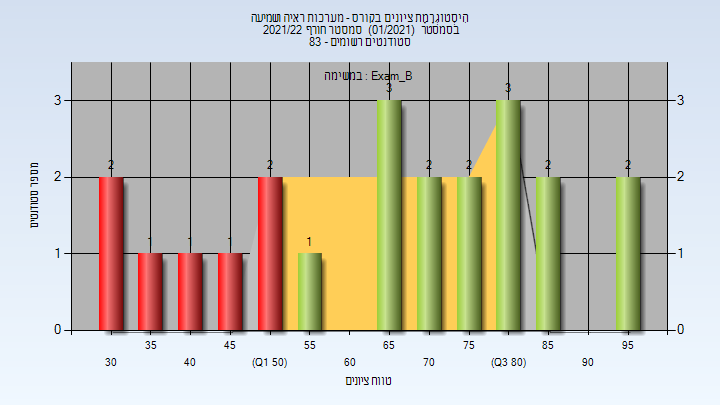 היסטוגרמת ציונים בקורס - מערכות ראיה ושמיעה
בסמסטר (01/2021) סמסטר חורף 2021/22
סטודנטים רשומים - 83
במשימה : Exam_B
מספר סטודנטים
3 3
2 2
1 1
0 0
2 1 1 1 2 1 3 2 2 3 2 2
35 45 55 65 75 85 95
30 40 (Q1 50) 60 70 (Q3 80) 90
טווח ציונים